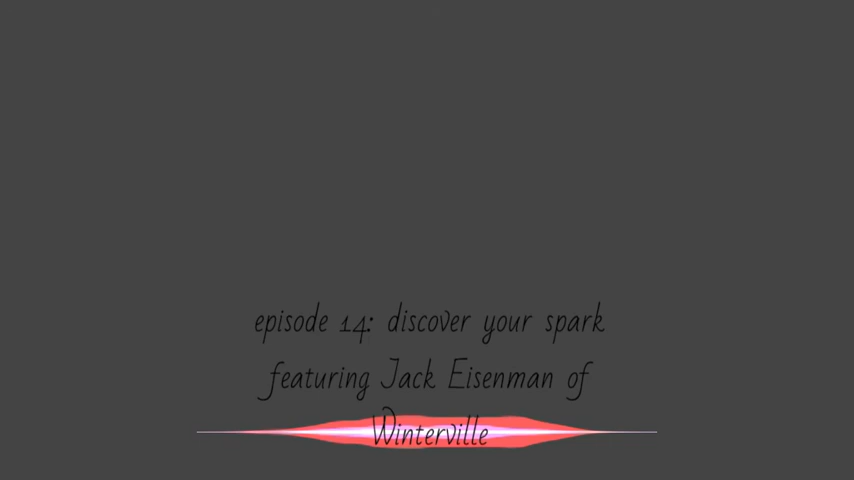 episode 14: discover your spark
featuring Jack Eisenman of
Winterville